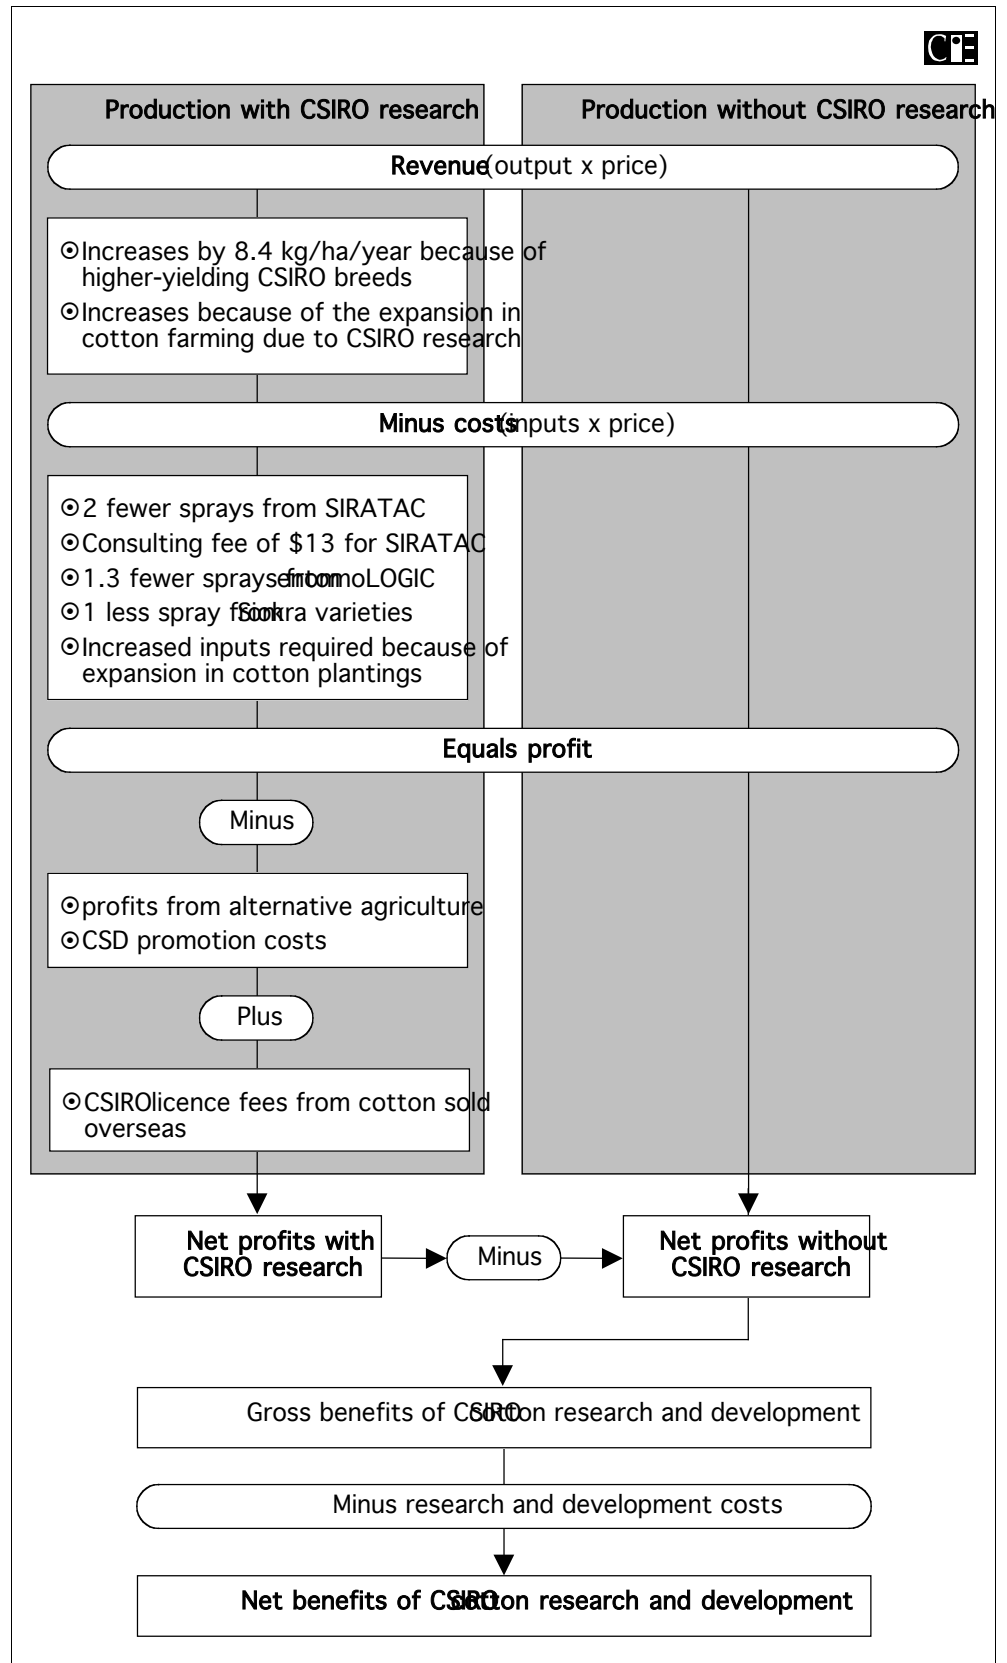 CIE
Production with CSIRO research
Production without CSIRO research
Revenue (output x price)
⊙Increases by 8.4 kg/ha/year because of
higher-yielding CSIRO breeds
⊙Increases because of the expansion in
cotton farming due to CSIRO research
Minus costs (inputs x price)
⊙2 fewer sprays from SIRATAC
⊙Consulting fee of $13 for SIRATAC
⊙1.3 fewer sprays from entomoLOGIC
⊙1 less spray from Siokra varieties
⊙Increased inputs required because of
expansion in cotton plantings
Equals profit
Minus
⊙profits from alternative agriculture
⊙CSD promotion costs
Plus
⊙CSIRO licence fees from cotton sold
overseas
Net profits with
CSIRO research
Minus
Net profits without
CSIRO research
Gross benefits of CSIRO cotton research and development
Minus research and development costs
Net benefits of CSIRO cotton research and development